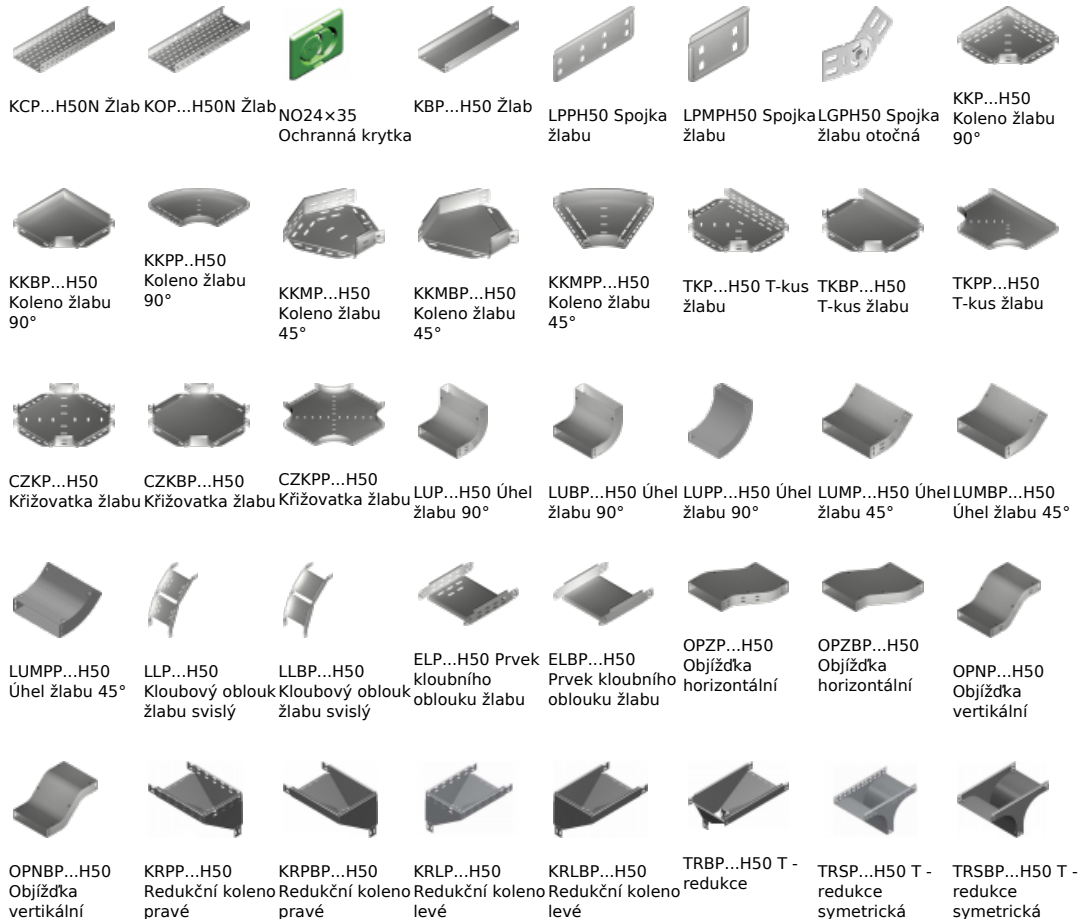 KCP...H50N Žlab
KOP...H50N Žlab
NO24×35
Ochranná krytka
KBP...H50 Žlab
LPPH50 Spojka
žlabu
LPMPH50 Spojka
žlabu
LGPH50 Spojka
žlabu otočná
KKP...H50
Koleno žlabu
90°
KKBP...H50
Koleno žlabu
90°
KKPP..H50
Koleno žlabu
90°
KKMP...H50
Koleno žlabu
45°
KKMBP...H50
Koleno žlabu
45°
KKMPP...H50
Koleno žlabu
45°
TKP...H50 T-kus
žlabu
TKBP...H50
T-kus žlabu
TKPP...H50
T-kus žlabu
CZKP...H50
Křižovatka žlabu
CZKBP...H50
Křižovatka žlabu
CZKPP...H50
Křižovatka žlabu
LUP...H50 Úhel
žlabu 90°
LUBP...H50 Úhel
žlabu 90°
LUPP...H50 Úhel
žlabu 90°
LUMP...H50 Úhel
žlabu 45°
LUMBP...H50
Úhel žlabu 45°
LUMPP...H50
Úhel žlabu 45°
LLP...H50
Kloubový oblouk
žlabu svislý
LLBP...H50
Kloubový oblouk
žlabu svislý
ELP...H50 Prvek
kloubního
oblouku žlabu
ELBP...H50
Prvek kloubního
oblouku žlabu
OPZP...H50
Objížďka
horizontální
OPZBP...H50
Objížďka
horizontální
OPNP...H50
Objížďka
vertikální
OPNBP...H50
Objížďka
vertikální
KRPP...H50
Redukční koleno
pravé
KRPBP...H50
Redukční koleno
pravé
KRLP...H50
Redukční koleno
levé
KRLBP...H50
Redukční koleno
levé
TRBP...H50 T -
redukce
TRSP...H50 T -
redukce
symetrická
TRSBP...H50 T -
redukce
symetrická